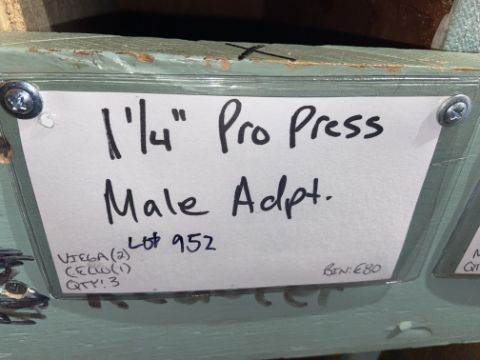 1 1/4" Pro Press
Male Adpt.
Lot 952
VIEGA(2)
CELLO(1)
QTY:3
BIN:E80